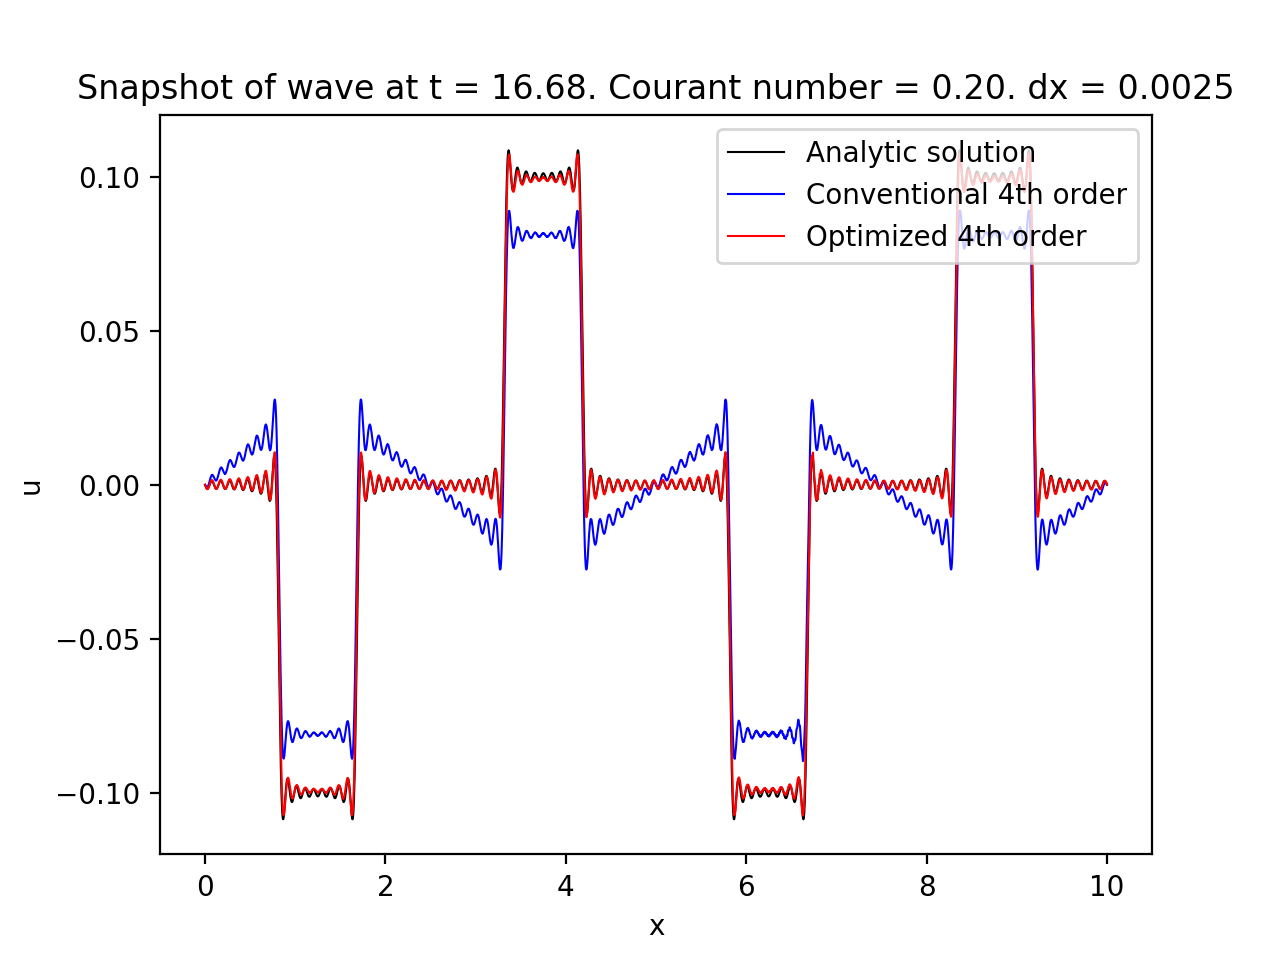 Snapshot of wave at t = 16.68. Courant number = 0.20. dx = 0.0025
Analytic solution
Conventional 4th order
Optimized 4th order
0.10
0.05
0.00
−0.05
−0.10
u
0 2 4 6 8 10
x